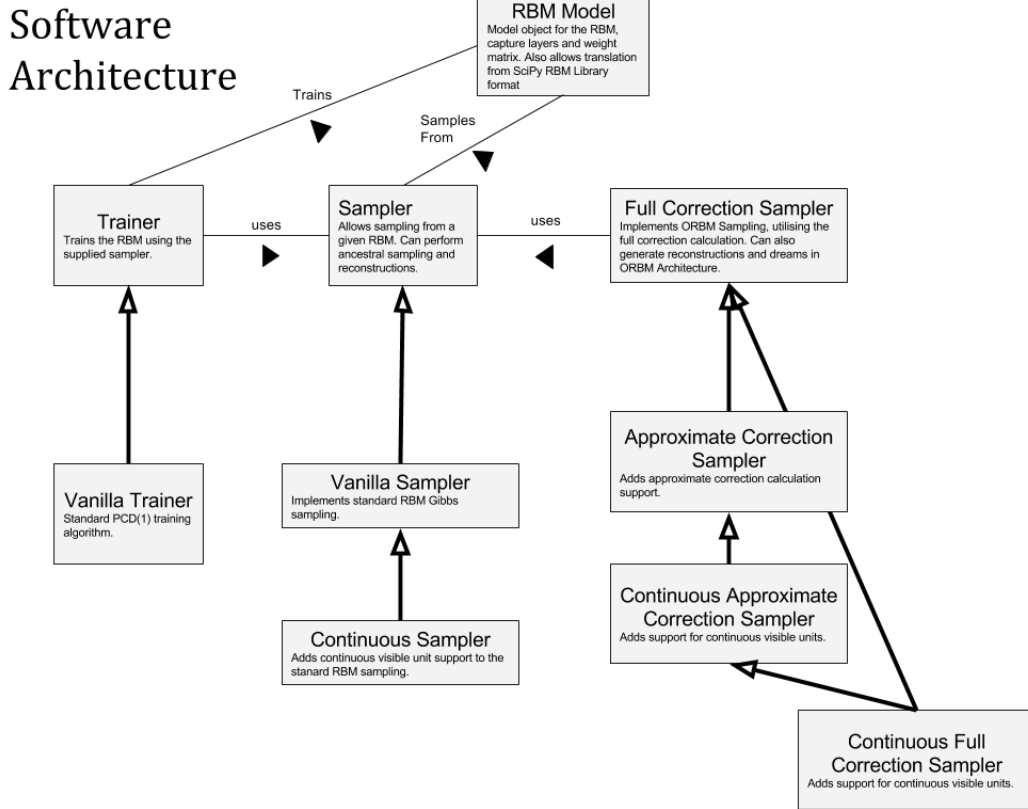 Software
Architecture
RBM Model
Model object for the RBM,
capture layers and weight
matrix. Also allows translation
from SciPy RBM Library
format
Trains
Samples
From
Trainer
Trains the RBM using the
supplied sampler.
uses
Sampler
Allows sampling from a
given RBM. Can perform
ancestral sampling and
reconstructions.
uses
Full Correction Sampler
Implements ORBM Sampling, utilising the
full correction calculation. Can also
generate reconstructions and dreams in
ORBM Architecture.
Vanilla Trainer
Standard PCD(1) training
algorithm.
Vanilla Sampler
Implements standard RBM Gibbs
sampling.
Approximate Correction
Sampler
Adds approximate correction calculation
support.
Continuous Sampler
Adds continuous visible unit support to the
stanard RBM sampling.
Continuous Approximate
Correction Sampler
Adds support for continuous visible units.
Continuous Full
Correction Sampler
Adds support for continuous visible units.